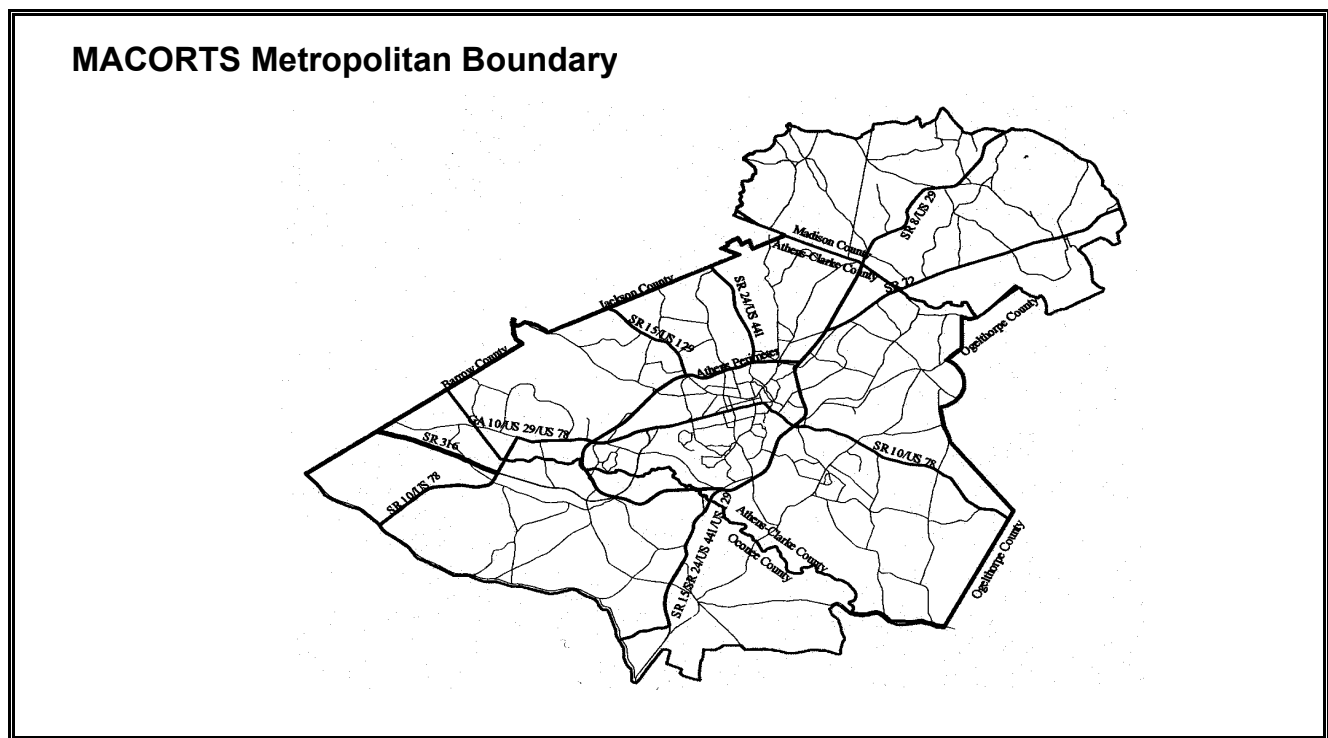 MACORTS Metropolitan Boundary
SR 8/US 29
Madison County
Athens-Clarke County
SR 72
Jackson County
SR 24/US 441
Ogelthorpe County
SR 15/US 129
Athens Perimeter
Barrow County
GA 10/US 29/US 78
SR 316
SR 10/US 78
SR 10/US 78
SR 15/SR 24/US 441/US 129
Athens-Clarke County
Oconee County
Ogelthorpe County